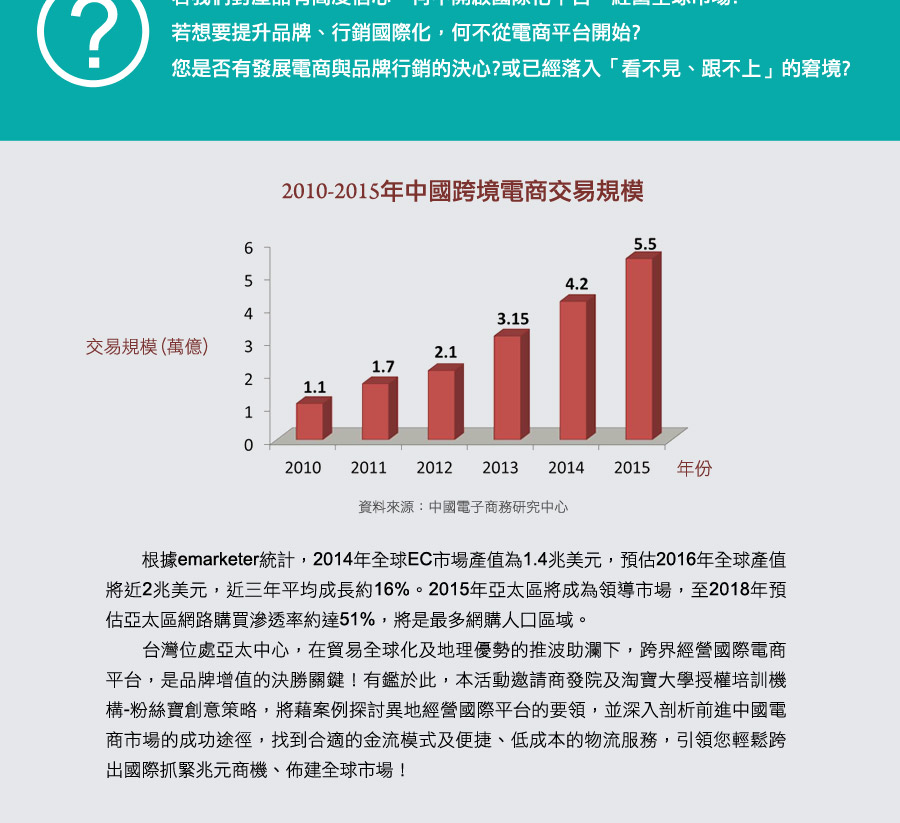 ?
若想要提升品牌、行銷國際化，何不從電商平台開始?
您是否有發展電商與品牌行銷的決心?或已經落入「看不見、跟不上」的窘境?
2010-2015年中國跨境電商交易規模
交易規模(萬億)
6
5
4
3
2
1
0
1.1
1.7
2.1
3.15
4.2
5.5
2010 2011 2012 2013 2014 2015 年份
資料來源：中國電子商務研究中心
根據emarketer統計，2014年全球EC市場產值為1.4兆美元，預估2016年全球產值
將近2兆美元，近三年平均成長約16%。2015年亞太區將成為領導市場，至2018年預
估亞太區網路購買滲透率約達51%，將是最多網購人口區域。
台灣位處亞太中心，在貿易全球化及地理優勢的推波助瀾下，跨界經營國際電商
平台，是品牌增值的決勝關鍵！有鑑於此，本活動邀請商發院及淘寶大學授權培訓機
構-粉絲寶創意策略，將藉案例探討異地經營國際平台的要領，並深入剖析前進中國電
商市場的成功途徑，找到合適的金流模式及便捷、低成本的物流服務，引領您輕鬆跨
出國際抓緊兆元商機、佈建全球市場！